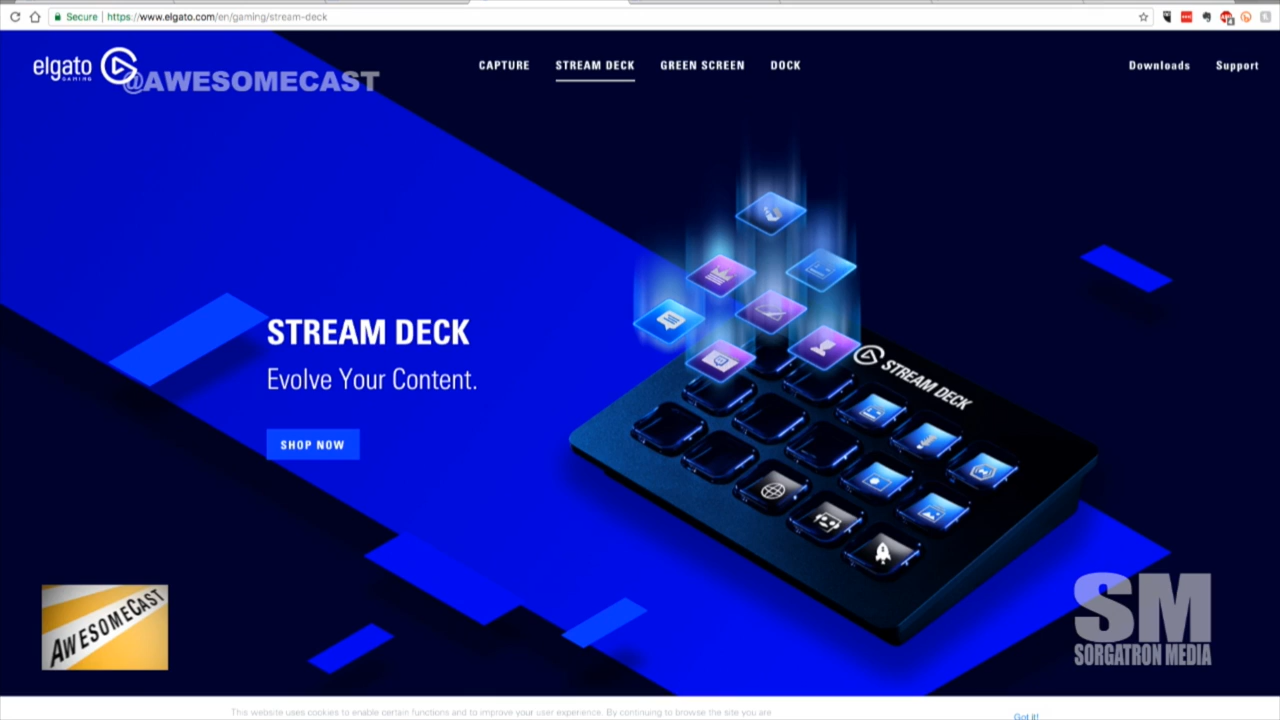 Secure | https://www.elgato.com/en/gaming/stream-deck
elgato
GAMING
@AWESOMECAST
CAPTURE STREAM DECK GREEN SCREEN DOCK
Downloads Support
STREAM DECK
Evolve Your Content.
SHOP NOW
STREAM DECK
AWESOMECAST
SM
SORGATRON MEDIA
This website uses cookies to enable certain functions and to improve your user experience. By continuing to browse the site you are
Got it!